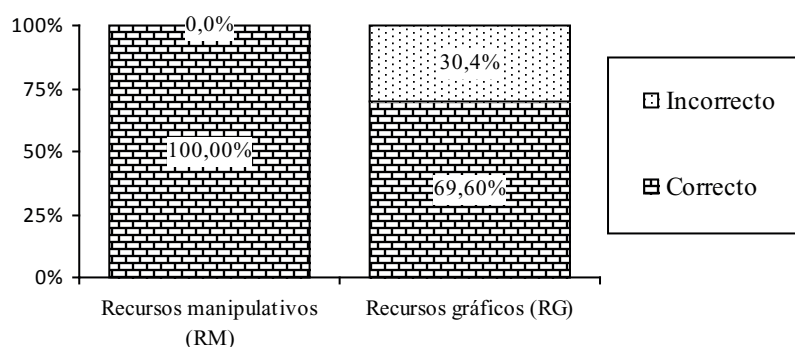 100%
75%
50%
25%
0%
0,0%
100,00%
30,4%
69,60%
Recursos manipulativos
(RM)
Recursos gráficos (RG)
Incorrecto
Correcto